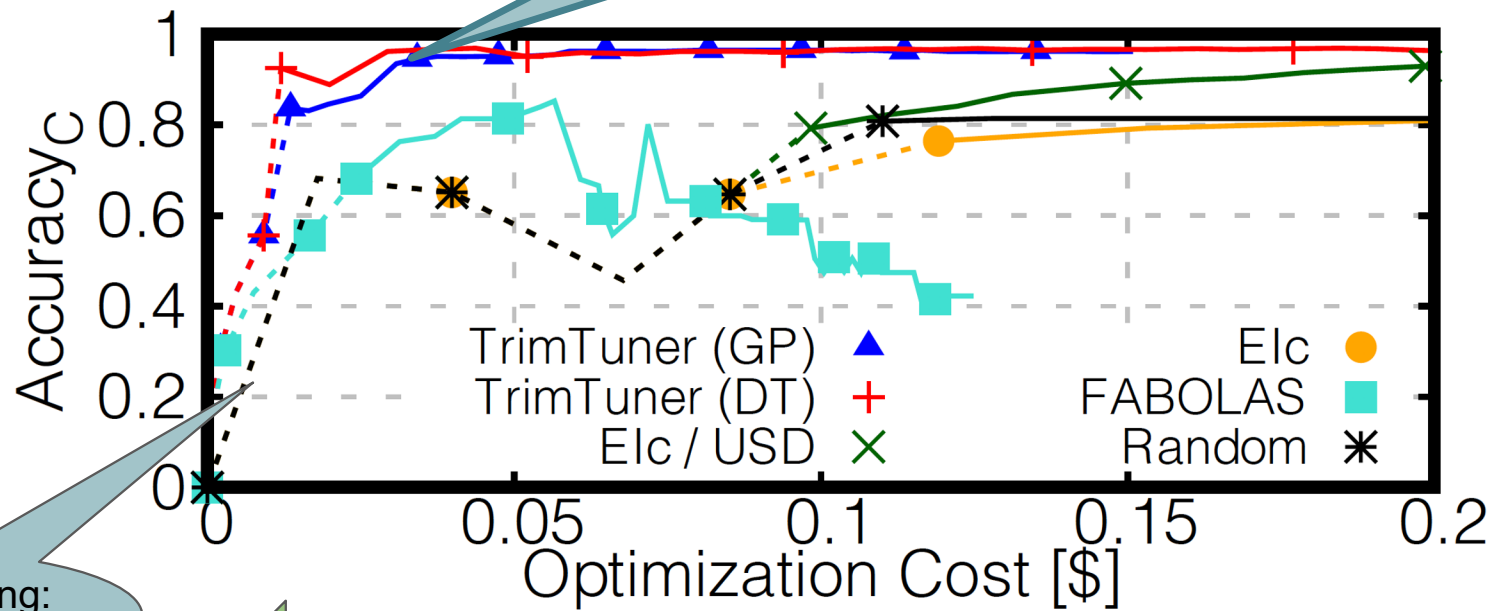 1
0.8
0.6
0.4
0.2
0
Accuracy_C
TrimTuner (GP)
TrimTuner (DT)
EIc / USD
EIc
FABOLAS
Random
0 0.05 0.1 0.15 0.2
Optimization Cost [$]